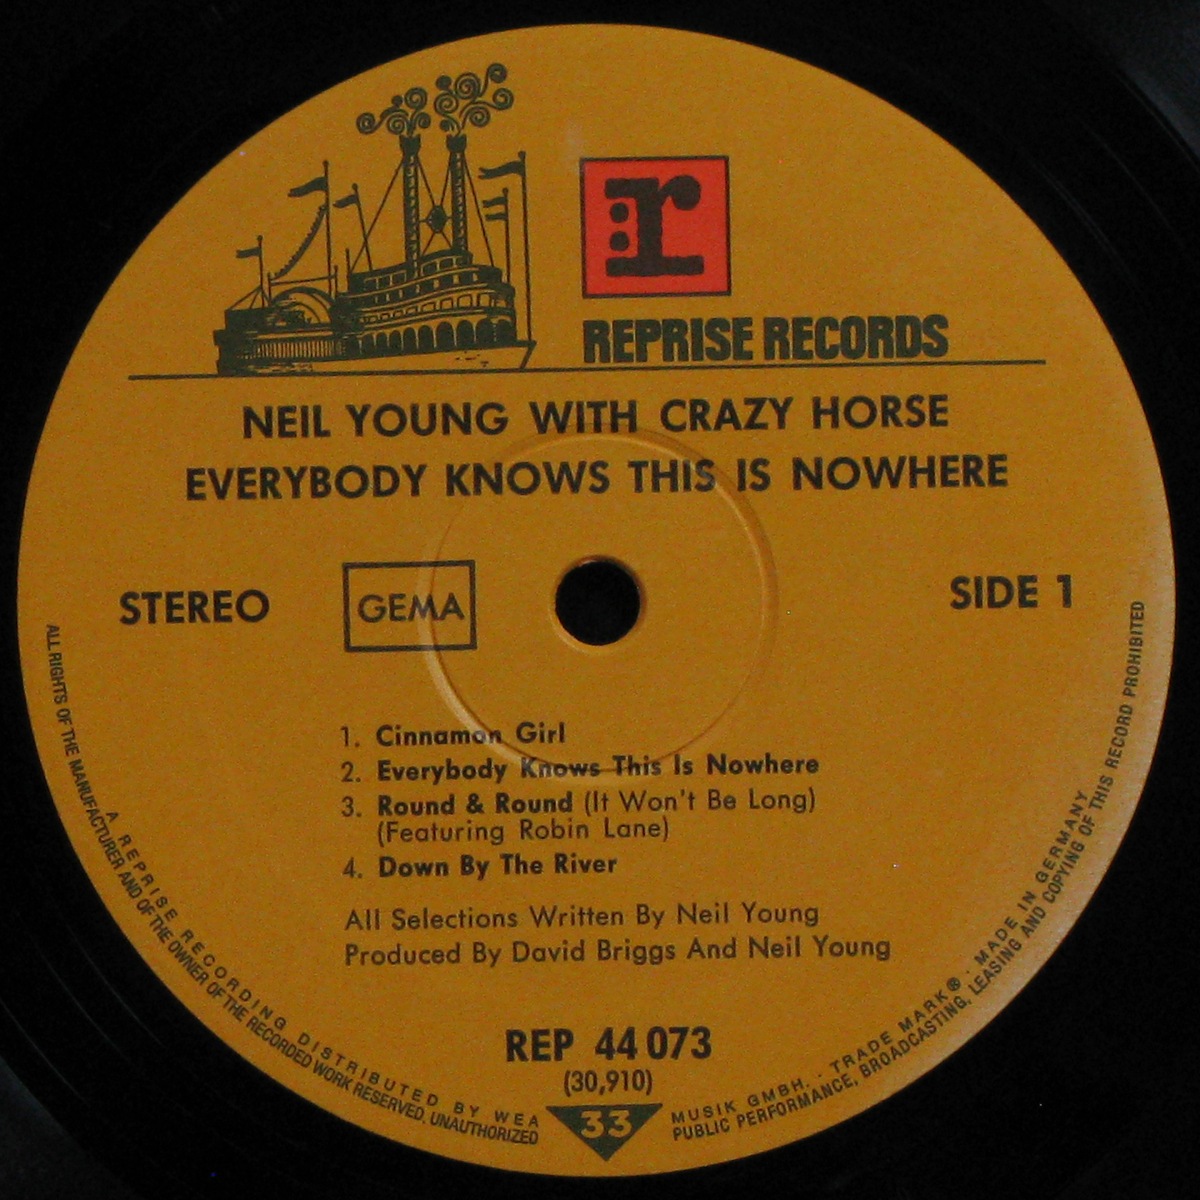 r:
REPRISE RECORDS
NEIL YOUNG WITH CRAZY HORSE
EVERYBODY KNOWS THIS IS NOWHERE
STEREO
GEMA
SIDE 1
1. Cinnamon Girl
2. Everybody Knows This Is Nowhere
3. Round & Round (It Won't Be Long)
(Featuring Robin Lane)
4. Down By The River
All Selections Written By Neil Young
Produced By David Briggs And Neil Young
REP 44 073
(30,910)
33
A REPRISE RECORDING DISTRIBUTED BY WEA MUSIK GMBH. · TRADE MARK® · MADE IN GERMANY
ALL RIGHTS OF THE MANUFACTURER AND OF THE OWNER OF THE RECORDED WORK RESERVED. UNAUTHORIZED PUBLIC PERFORMANCE, BROADCASTING, LEASING AND COPYING OF THIS RECORD PROHIBITED